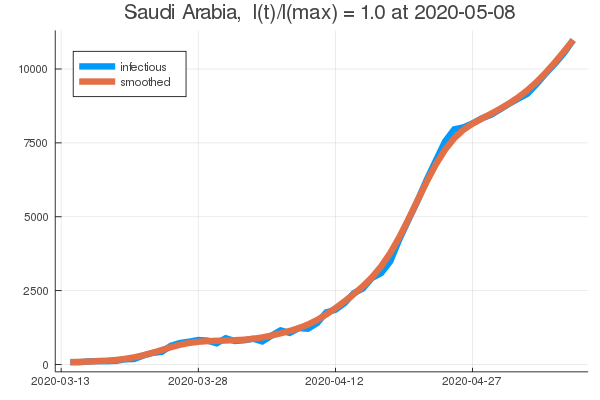 Saudi Arabia, I(t)/I(max) = 1.0 at 2020-05-08
infectious
smoothed
10000
7500
5000
2500
0
2020-03-13 2020-03-28 2020-04-12 2020-04-27